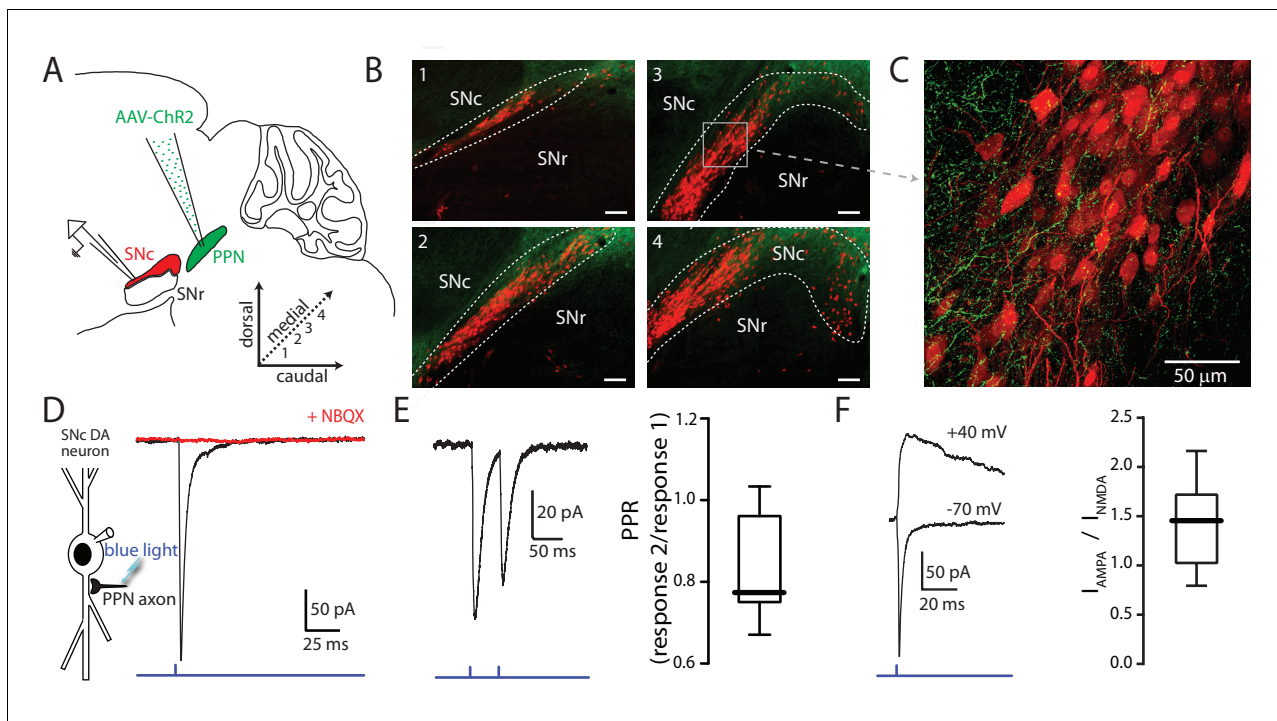 A
AAV-ChR2
SNc
PPN
SNr
dorsal
medial
1
2
3
4
caudal
B
1
SNc
SNr
3
SNc
SNr
2
SNc
SNr
4
SNc
SNr
C
50 µm
D
+ NBQX
SNc DA
neuron
blue light
PPN axon
50 pA
25 ms
E
20 pA
50 ms
PPR
(response 2/response 1)
1.2
1.0
0.8
0.6
F
+40 mV
-70 mV
50 pA
20 ms
I_AMPA / I_NMDA
2.5
2.0
1.5
1.0
0.5
0.0